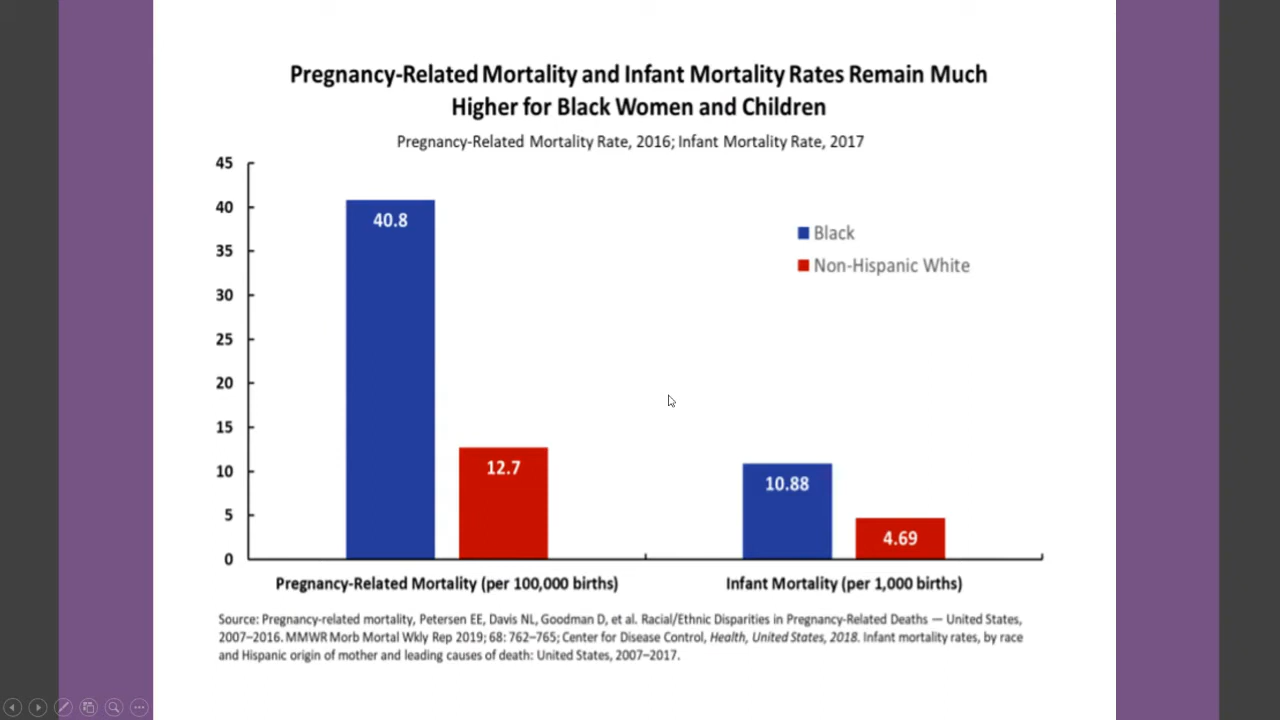 Pregnancy-Related Mortality and Infant Mortality Rates Remain Much
Higher for Black Women and Children
Pregnancy-Related Mortality Rate, 2016; Infant Mortality Rate, 2017
45
40
35
30
25
20
15
10
5
0
40.8
12.7
10.88
4.69
Black
Non-Hispanic White
Pregnancy-Related Mortality (per 100,000 births)
Infant Mortality (per 1,000 births)
Source: Pregnancy-related mortality, Petersen EE, Davis NL, Goodman D, et al. Racial/Ethnic Disparities in Pregnancy-Related Deaths — United States,
2007–2016. MMWR Morb Mortal Wkly Rep 2019; 68: 762–765; Center for Disease Control, Health, United States, 2018. Infant mortality rates, by race
and Hispanic origin of mother and leading causes of death: United States, 2007–2017.